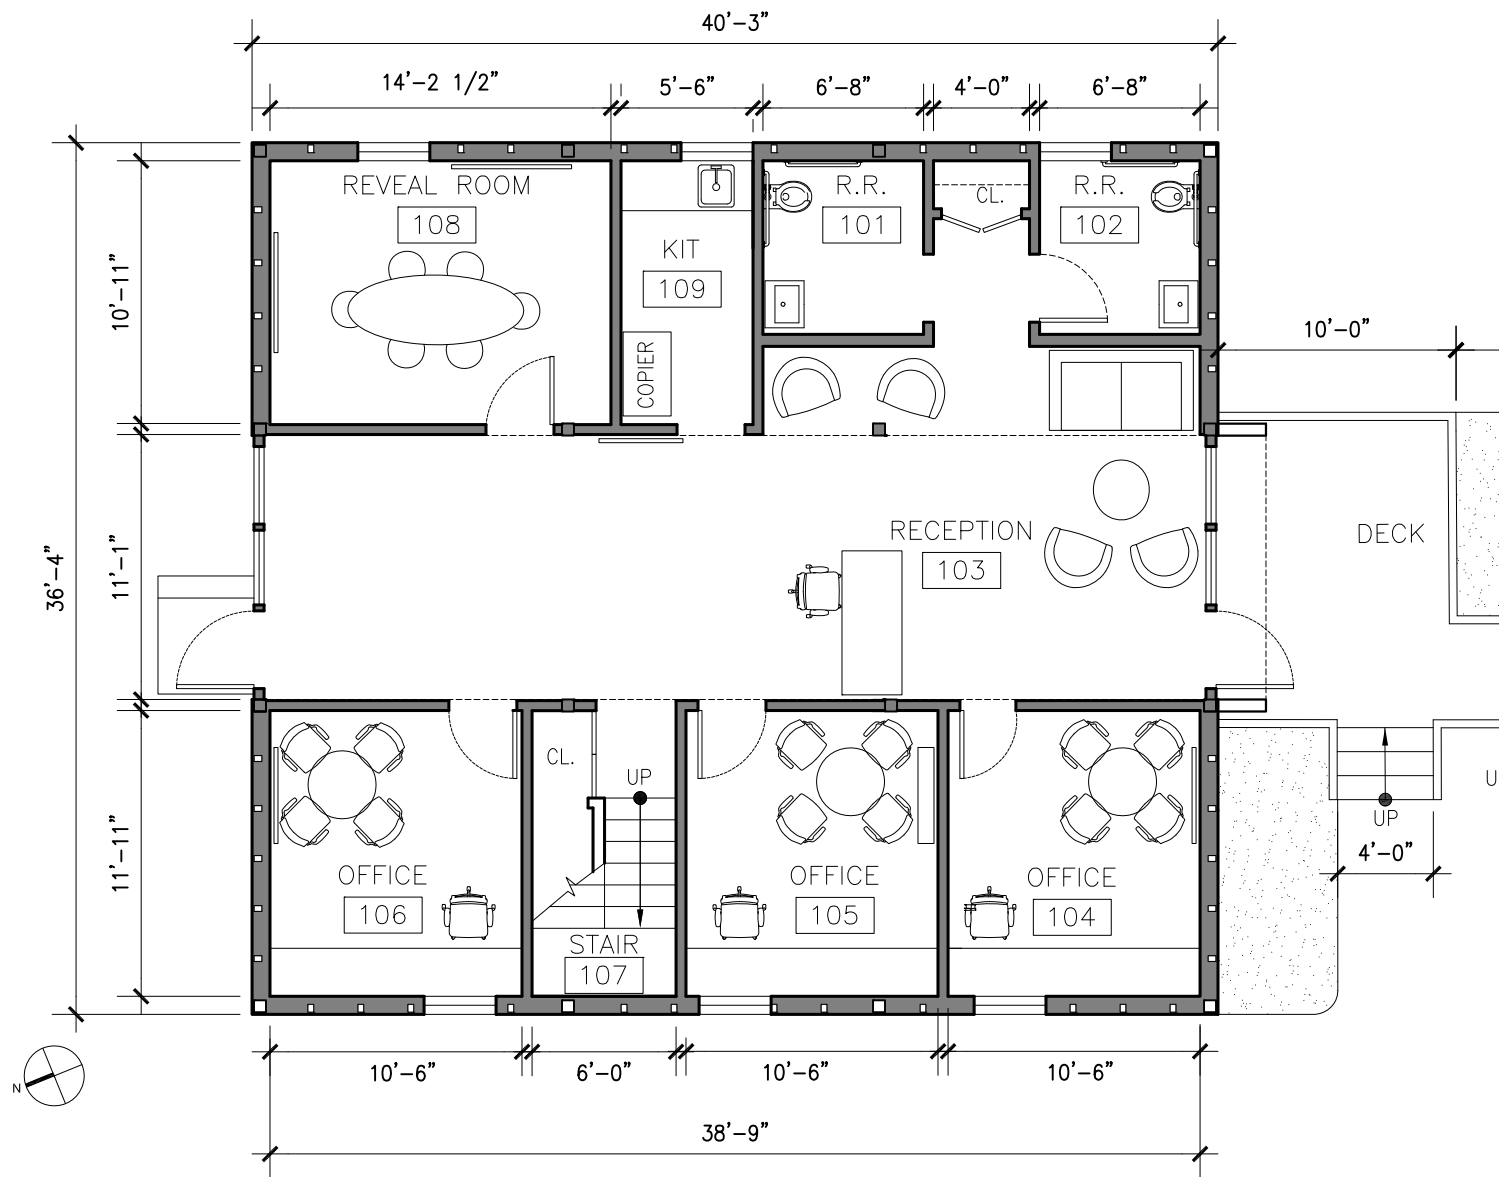 40'-3"
14'-2 1/2"
5'-6"
6'-8"
4'-0"
6'-8"
REVEAL ROOM
108
KIT
109
COPIER
R.R.
101
CL.
R.R.
102
10'-11"
10'-0"
36'-4"
11'-1"
RECEPTION
103
DECK
CL.
UP
OFFICE
106
STAIR
107
OFFICE
105
OFFICE
104
11'-11"
UP
4'-0"
U
N
10'-6"
6'-0"
10'-6"
10'-6"
38'-9"